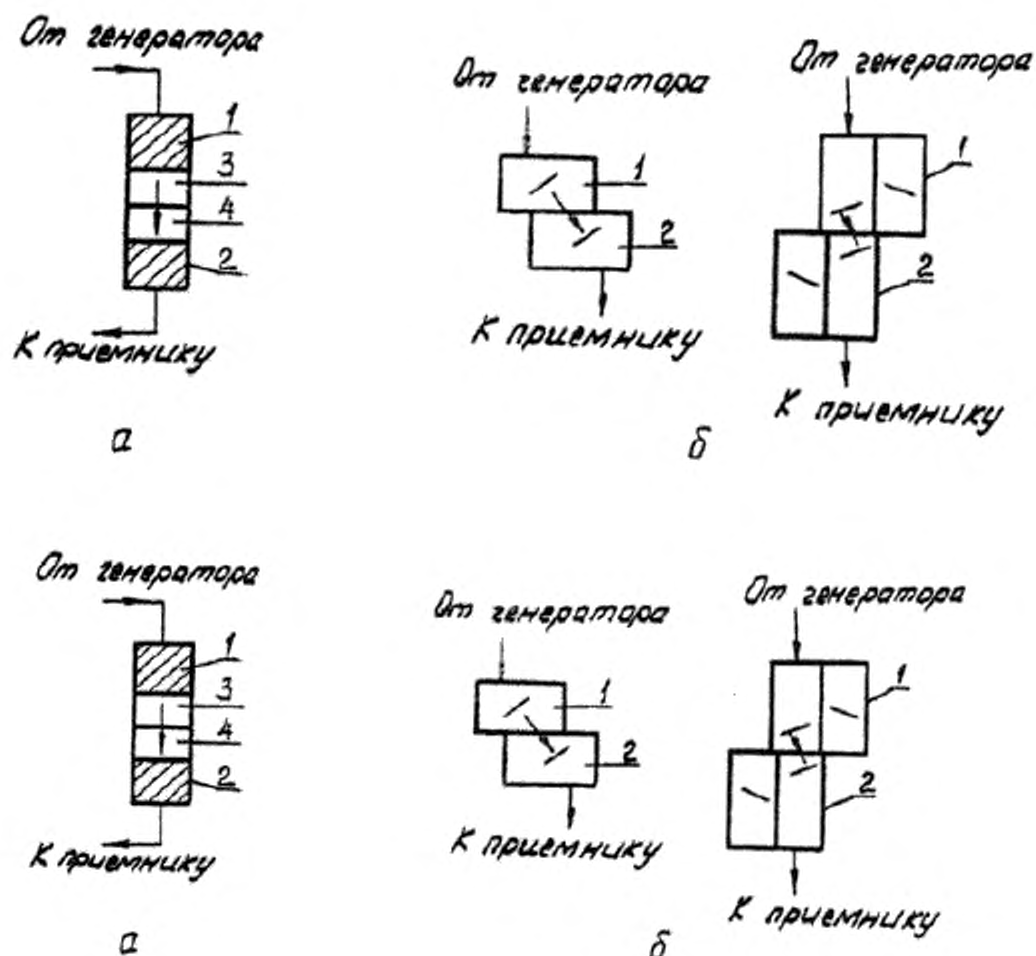 От генератора
1
3
4
2
К приемнику
а
От генератора
1
2
К приемнику
От генератора
1
2
К приемнику
б
От генератора
1
3
4
2
К приемнику
а
От генератора
1
2
К приемнику
От генератора
1
2
К приемнику
б